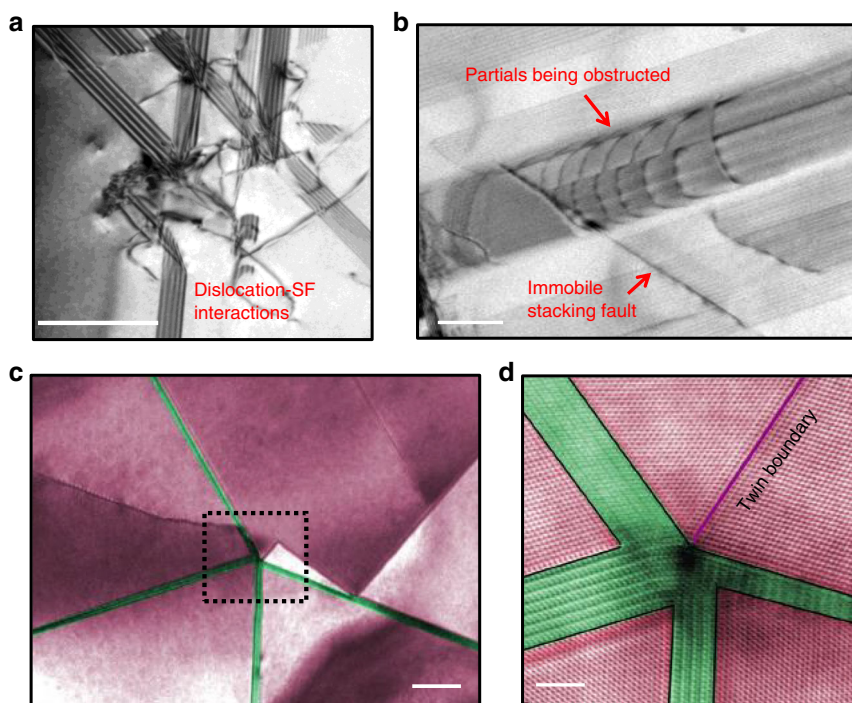 a
Dislocation-SF
interactions
b
Partials being obstructed
Immobile
stacking fault
c
d
Twin boundary